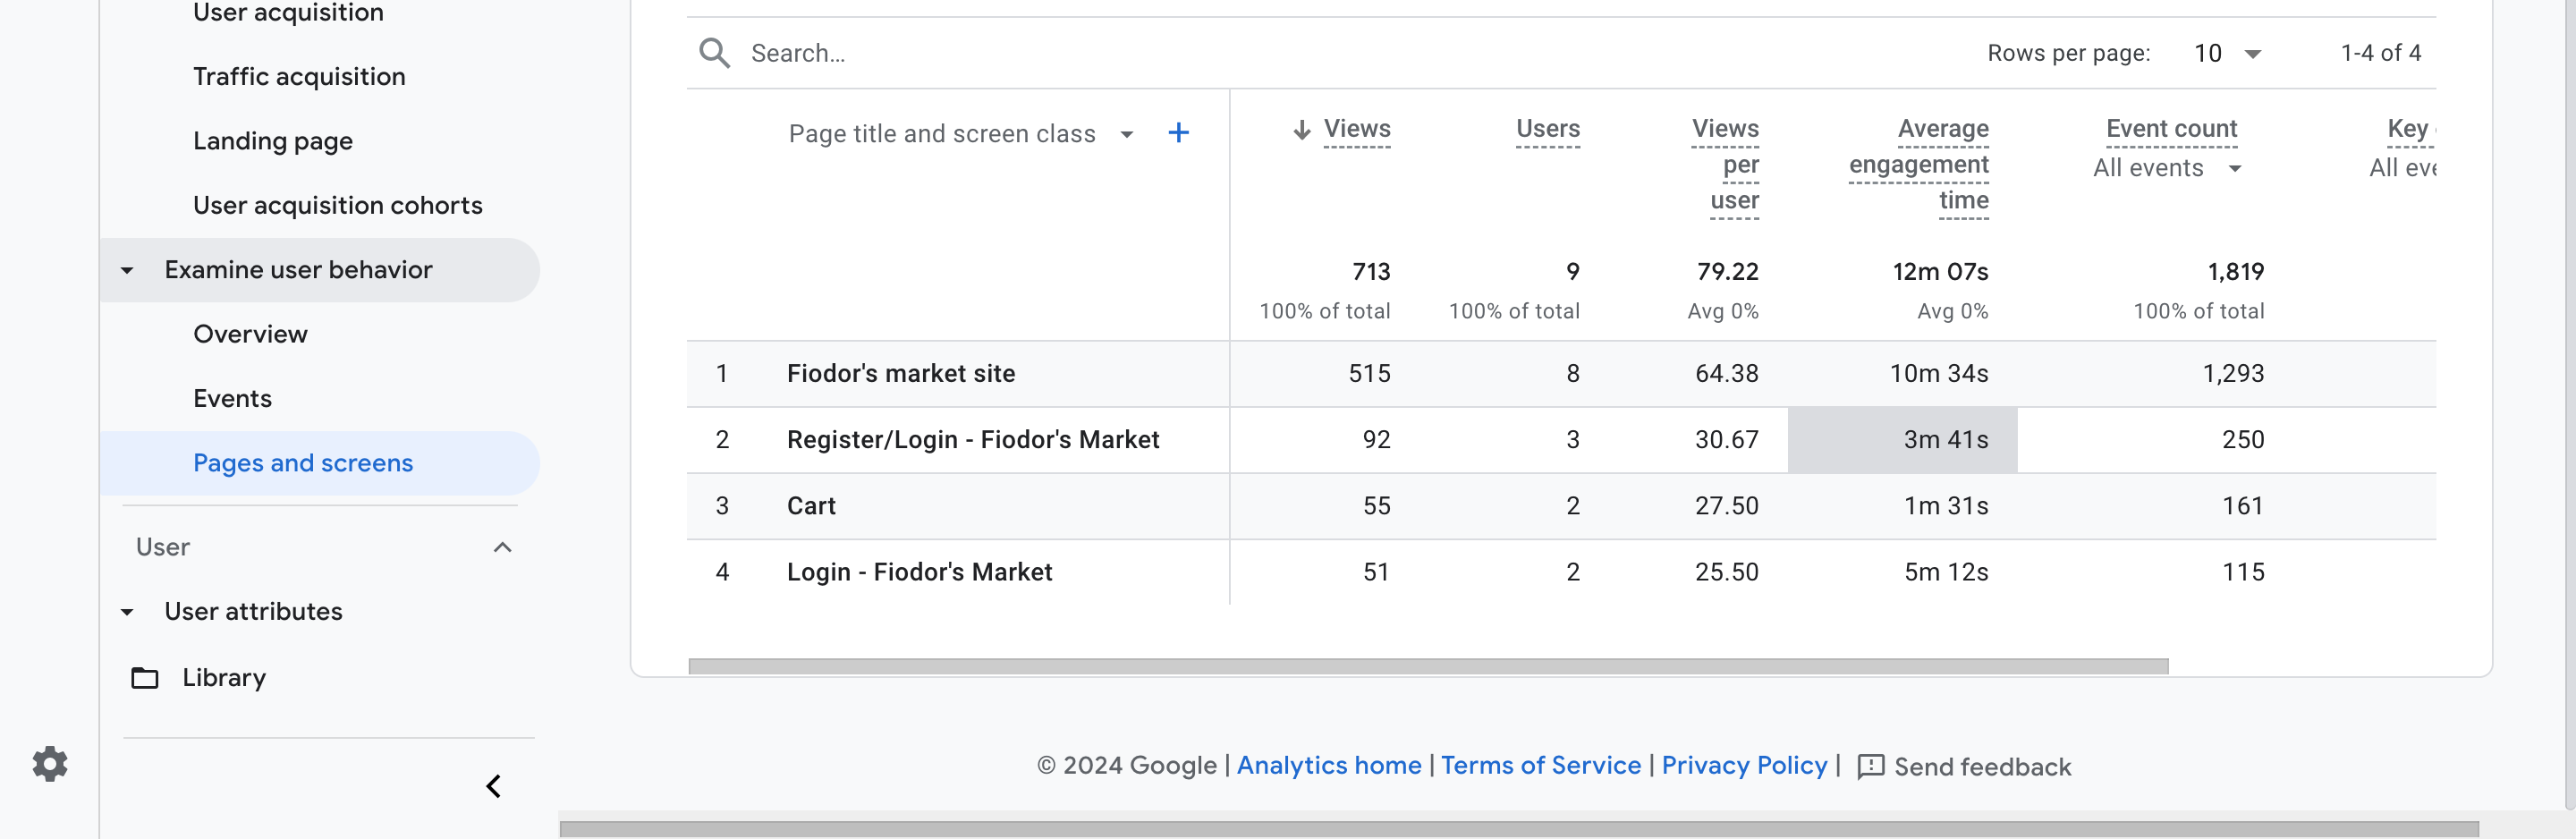 User acquisition
Traffic acquisition
Landing page
User acquisition cohorts
Examine user behavior
Overview
Events
Pages and screens
User
User attributes
Library
Search...
Rows per page: 10 1-4 of 4
Page title and screen class + Views Users Views per user Average engagement time Event count All events Key All eve
713 9 79.22 12m 07s 1,819
100% of total 100% of total Avg 0% Avg 0% 100% of total
1 Fiodor's market site 515 8 64.38 10m 34s 1,293
2 Register/Login - Fiodor's Market 92 3 30.67 3m 41s 250
3 Cart 55 2 27.50 1m 31s 161
4 Login - Fiodor's Market 51 2 25.50 5m 12s 115
© 2024 Google | Analytics home | Terms of Service | Privacy Policy | Send feedback